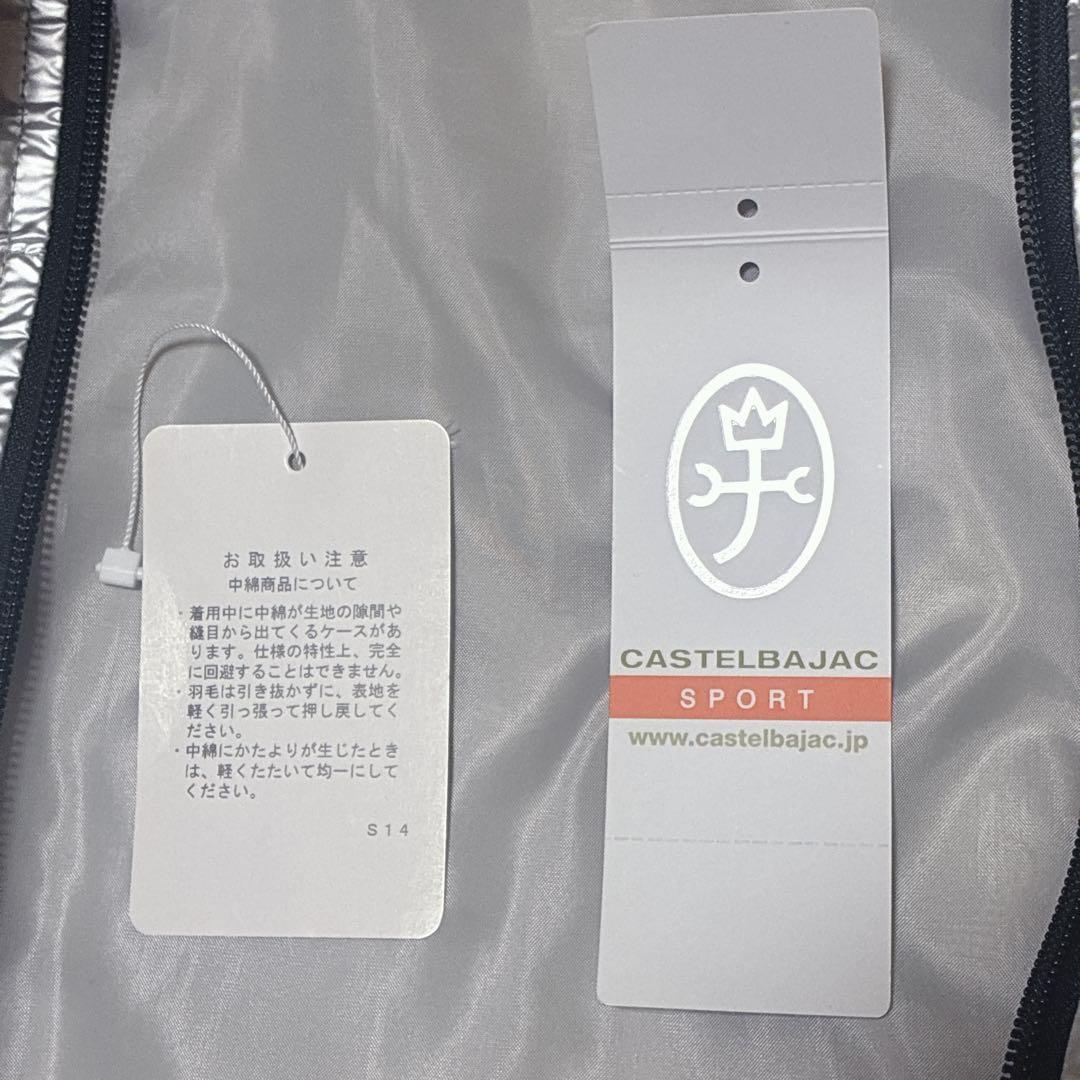 お取扱い注意
中綿商品について
・着用中に中綿が生地の隙間や
縫目から出てくるケースがあ
ります。仕様の特性上、完全
に回避することはできません。
・羽毛は引き抜かずに、表地を
軽く引っ張って押し戻してく
ださい。
・中綿にかたよりが生じたとき
は、軽くたたいて均一にして
ください。
S14
CASTELBAJAC
SPORT
www.castelbajac.jp